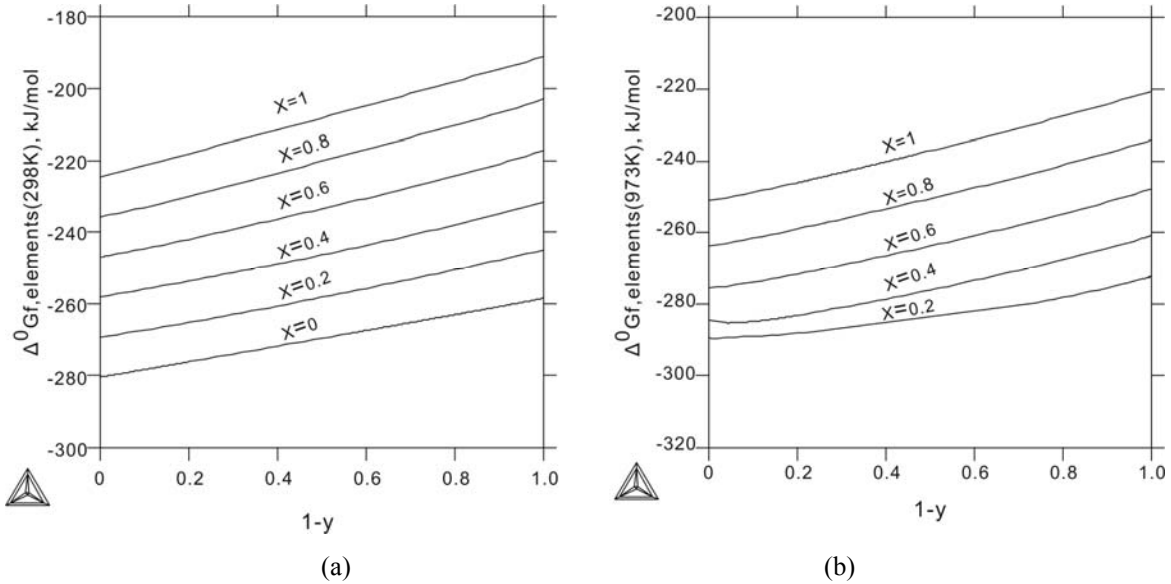 Δ⁰Gf,elements(298K), kJ/mol
-180
-200
-220
-240
-260
-280
-300
X=1
X=0.8
X=0.6
X=0.4
X=0.2
X=0
0 0.2 0.4 0.6 0.8 1.0
1-y
(a)
Δ⁰Gf,elements(973K), kJ/mol
-200
-220
-240
-260
-280
-300
-320
X=1
X=0.8
X=0.6
X=0.4
X=0.2
0 0.2 0.4 0.6 0.8 1.0
1-y
(b)